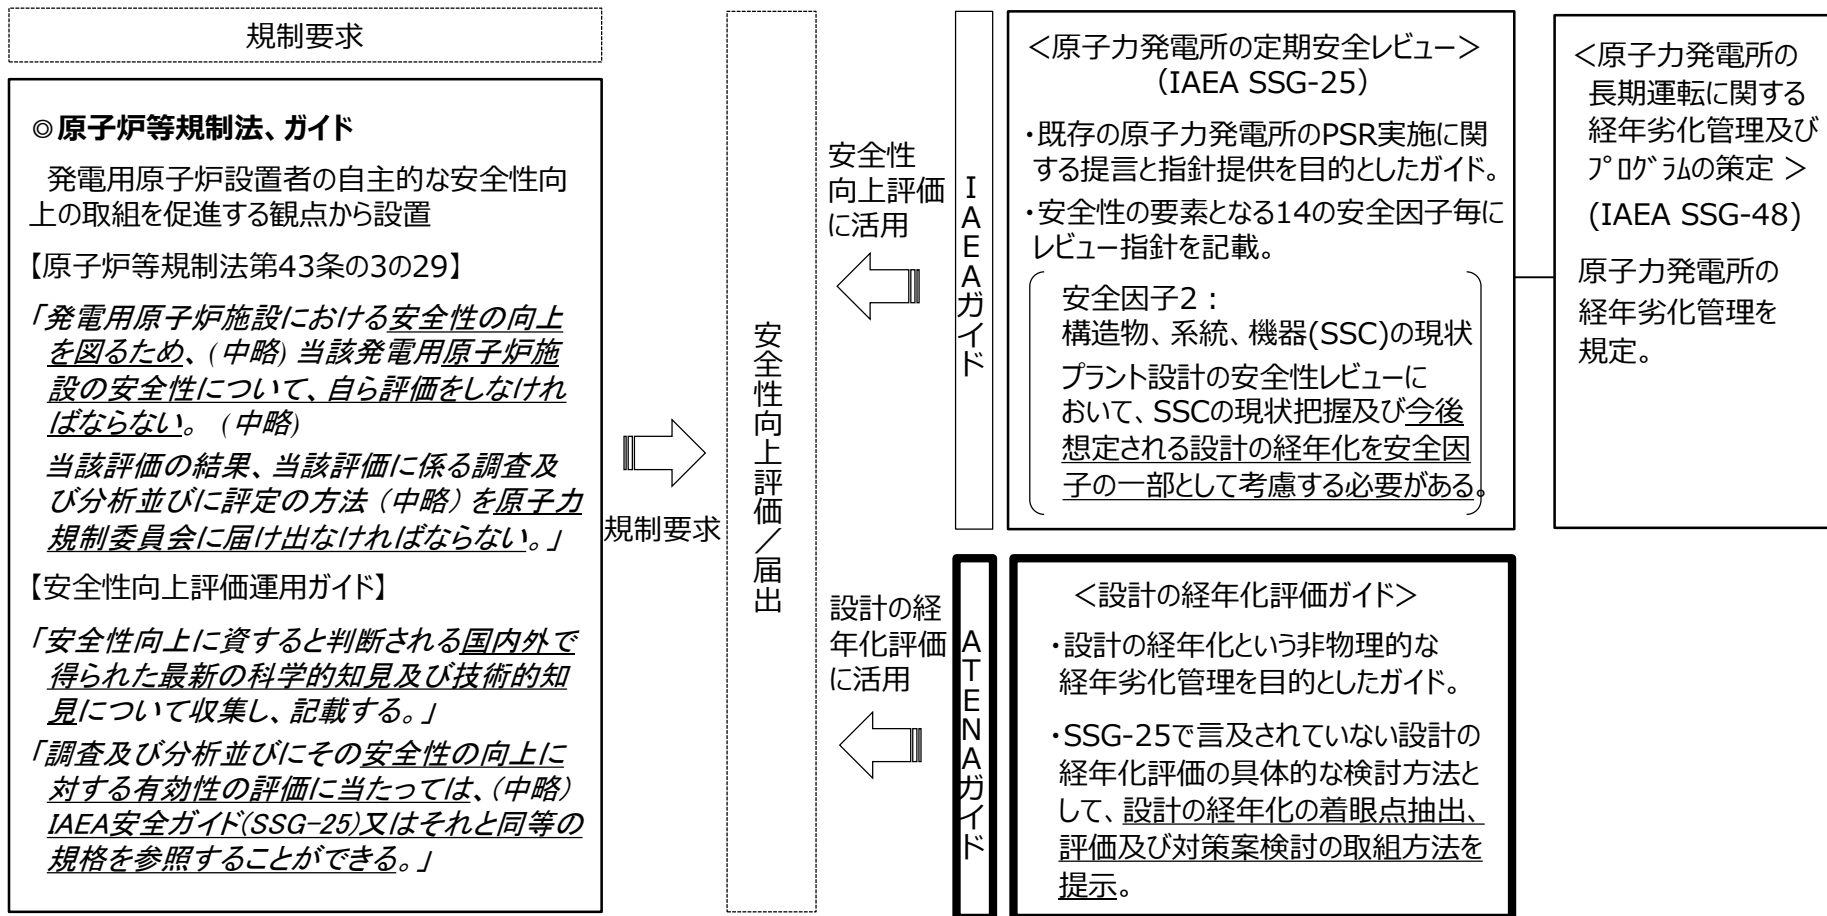 規制要求
◎原子炉等規制法、ガイド
発電用原子炉設置者の自主的な安全性向
上の取組を促進する観点から設置
【原子炉等規制法第43条の3の29】
「発電用原子炉施設における安全性の向上
を図るため、(中略) 当該発電用原子炉施
設の安全性について、自ら評価をしなけれ
ばならない。 (中略)
当該評価の結果、当該評価に係る調査及
び分析並びに評定の方法 (中略) を原子力
規制委員会に届け出なければならない。」
【安全性向上評価運用ガイド】
「安全性向上に資すると判断される国内外で
得られた最新の科学的知見及び技術的知
見について収集し、記載する。」
「調査及び分析並びにその安全性の向上に
対する有効性の評価に当たっては、(中略)
IAEA安全ガイド(SSG-25)又はそれと同等の
規格を参照することができる。」
規制要求
安全性向上評価／届出
安全性
向上評価
に活用
設計の経
年化評価
に活用
IAEAガイド
＜原子力発電所の定期安全レビュー＞
（IAEA SSG-25）
・既存の原子力発電所のPSR実施に関
する提言と指針提供を目的としたガイド。
・安全性の要素となる14の安全因子毎に
レビュー指針を記載。
安全因子2：
構造物、系統、機器(SSC)の現状
プラント設計の安全性レビューに
おいて、SSCの現状把握及び今後
想定される設計の経年化を安全因
子の一部として考慮する必要がある。
＜原子力発電所の
長期運転に関する
経年劣化管理及び
ﾌﾟﾛｸﾞﾗﾑの策定 ＞
(IAEA SSG-48)
原子力発電所の
経年劣化管理を
規定。
ATENAガイド
＜設計の経年化評価ガイド＞
・設計の経年化という非物理的な
経年劣化管理を目的としたガイド。
・SSG-25で言及されていない設計の
経年化評価の具体的な検討方法と
して、設計の経年化の着眼点抽出、
評価及び対策案検討の取組方法を
提示。